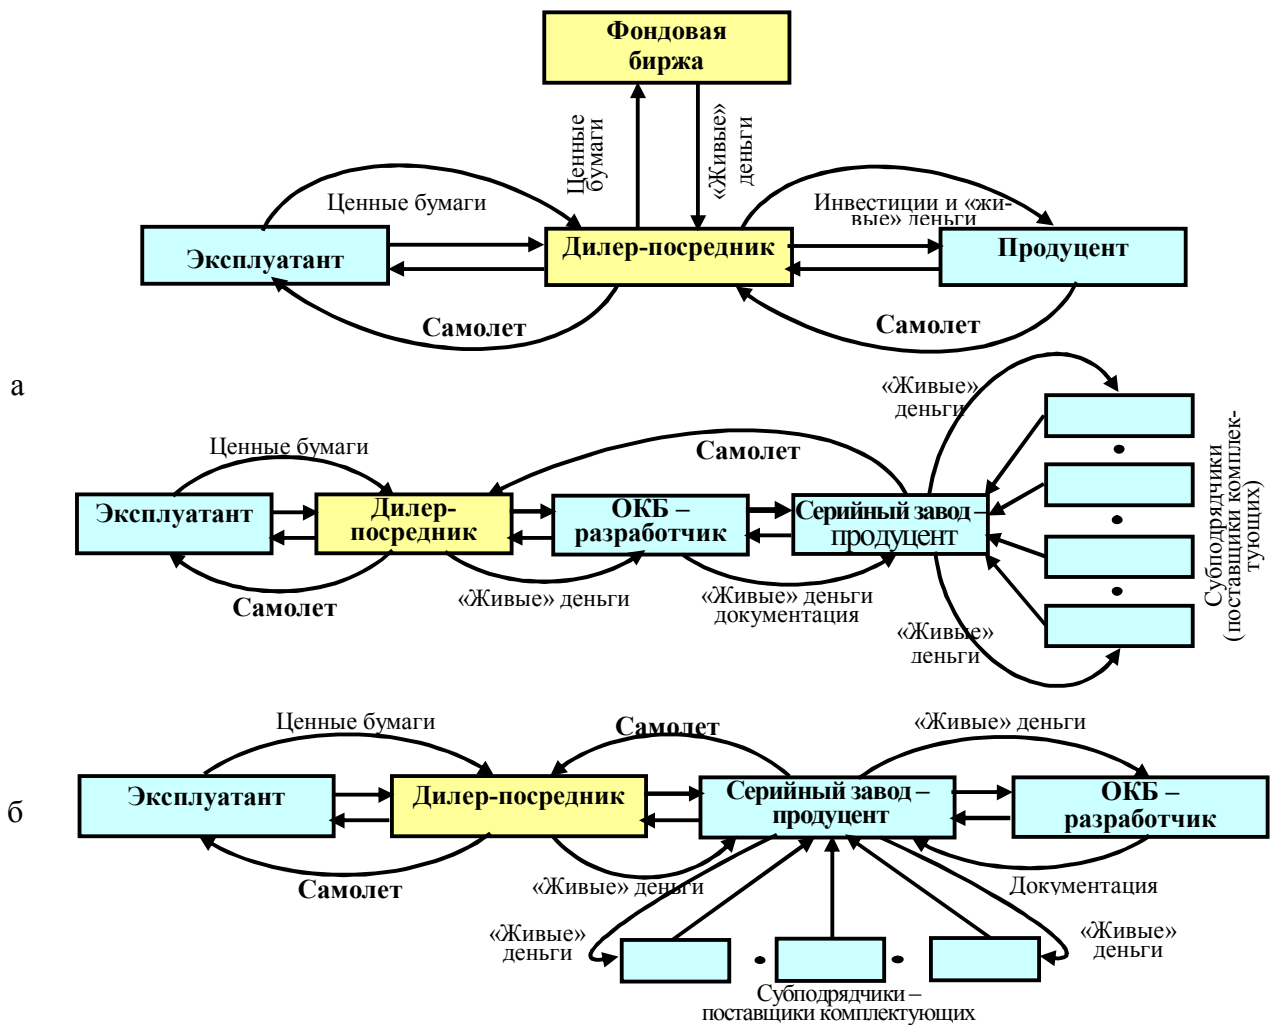 Фондовая
биржа
Ценные
бумаги
«Живые»
деньги
Ценные бумаги
Инвестиции и «жи-
вые» деньги
Эксплуатант
Дилер-посредник
Продуцент
Самолет
Самолет
а
«Живые»
деньги
Ценные бумаги
Самолет
Эксплуатант
Дилер-
посредник
ОКБ –
разработчик
Серийный завод –
продуцент
Субподрядчики
(поставщики комплек-
тующих)
Самолет
«Живые» деньги
«Живые» деньги
документация
«Живые»
деньги
Ценные бумаги
Самолет
«Живые» деньги
б
Эксплуатант
Дилер-посредник
Серийный завод –
продуцент
ОКБ –
разработчик
Самолет
«Живые» деньги
Документация
«Живые»
деньги
«Живые»
деньги
Субподрядчики –
поставщики комплектующих